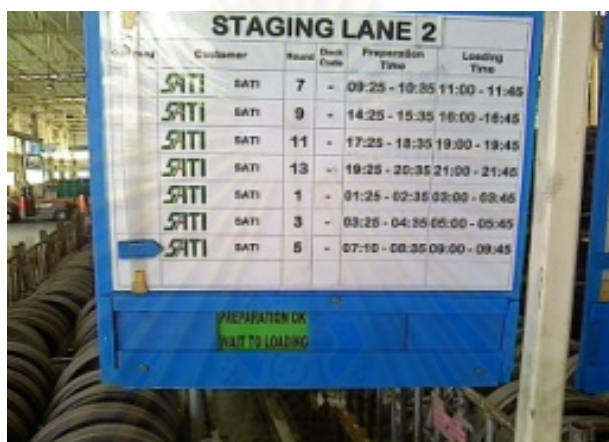 STAGING LANE 2
Customer Round Dock Code Preparation Time Loading Time
SATI SATI 7 - 09:25 - 10:35 11:00 - 11:45
SATI SATI 9 - 14:25 - 15:35 16:00 - 16:45
SATI SATI 11 - 17:25 - 18:35 19:00 - 19:45
SATI SATI 13 - 19:25 - 20:35 21:00 - 21:45
SATI SATI 1 - 01:25 - 02:35 03:00 - 03:45
SATI SATI 3 - 03:25 - 04:35 05:00 - 05:45
SATI SATI 5 - 07:10 - 08:35 09:00 - 09:45
PREPARATION OK
WAIT TO LOADING